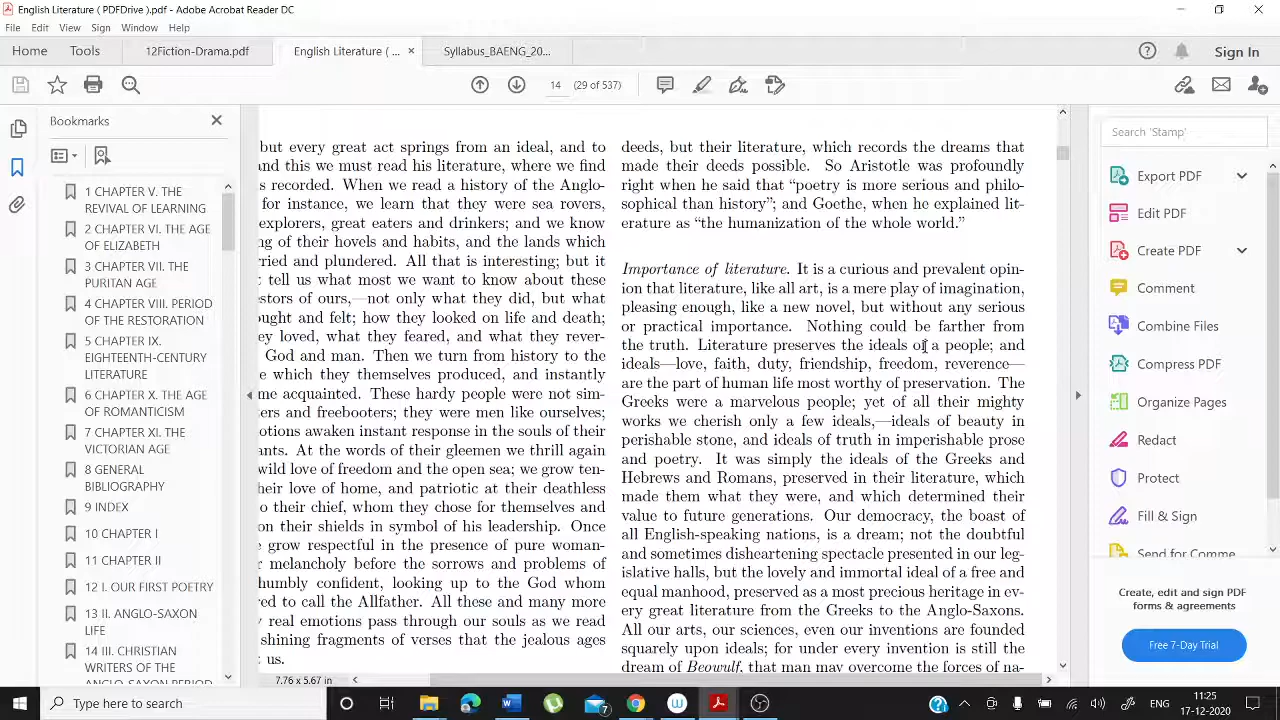 English Literature ( PDFDrive ).pdf - Adobe Acrobat Reader DC
File Edit View Sign Window Help
Home Tools 12Fiction-Drama.pdf English Literature ( ... × Syllabus_BAENG_20... Sign In
14 (29 of 537)
Bookmarks
1 CHAPTER V. THE
REVIVAL OF LEARNING
2 CHAPTER VI. THE AGE
OF ELIZABETH
3 CHAPTER VII. THE
PURITAN AGE
4 CHAPTER VIII. PERIOD
OF THE RESTORATION
5 CHAPTER IX.
EIGHTEENTH-CENTURY
LITERATURE
6 CHAPTER X. THE AGE
OF ROMANTICISM
7 CHAPTER XI. THE
VICTORIAN AGE
8 GENERAL
BIBLIOGRAPHY
9 INDEX
10 CHAPTER I
11 CHAPTER II
12 I. OUR FIRST POETRY
13 II. ANGLO-SAXON
LIFE
14 III. CHRISTIAN
WRITERS OF THE
ANGLO-SAXON PERIOD
but every great act springs from an ideal, and to
and this we must read his literature, where we find
s recorded. When we read a history of the Anglo-
for instance, we learn that they were sea rovers,
explorers, great eaters and drinkers; and we know
ng of their hovels and habits, and the lands which
rried and plundered. All that is interesting; but it
t tell us what most we want to know about these
estors of ours,—not only what they did, but what
ought and felt; how they looked on life and death;
ey loved, what they feared, and what they rever-
God and man. Then we turn from history to the
e which they themselves produced, and instantly
me acquainted. These hardy people were not sim-
ters and freebooters; they were men like ourselves;
otions awaken instant response in the souls of their
ants. At the words of their gleemen we thrill again
wild love of freedom and the open sea; we grow ten-
heir love of home, and patriotic at their deathless
o their chief, whom they chose for themselves and
on their shields in symbol of his leadership. Once
e grow respectful in the presence of pure woman-
r melancholy before the sorrows and problems of
humbly confident, looking up to the God whom
red to call the Allfather. All these and many more
y real emotions pass through our souls as we read
shining fragments of verses that the jealous ages
t us.
7.76 x 5.67 in
deeds, but their literature, which records the dreams that
made their deeds possible. So Aristotle was profoundly
right when he said that “poetry is more serious and philo-
sophical than history”; and Goethe, when he explained lit-
erature as “the humanization of the whole world.”
Importance of literature. It is a curious and prevalent opin-
ion that literature, like all art, is a mere play of imagination,
pleasing enough, like a new novel, but without any serious
or practical importance. Nothing could be farther from
the truth. Literature preserves the ideals of a people; and
ideals—love, faith, duty, friendship, freedom, reverence—
are the part of human life most worthy of preservation. The
Greeks were a marvelous people; yet of all their mighty
works we cherish only a few ideals,—ideals of beauty in
perishable stone, and ideals of truth in imperishable prose
and poetry. It was simply the ideals of the Greeks and
Hebrews and Romans, preserved in their literature, which
made them what they were, and which determined their
value to future generations. Our democracy, the boast of
all English-speaking nations, is a dream; not the doubtful
and sometimes disheartening spectacle presented in our leg-
islative halls, but the lovely and immortal ideal of a free and
equal manhood, preserved as a most precious heritage in ev-
ery great literature from the Greeks to the Anglo-Saxons.
All our arts, our sciences, even our inventions are founded
squarely upon ideals; for under every invention is still the
dream of Beowulf, that man may overcome the forces of na-
Search 'Stamp'
Export PDF
Edit PDF
Create PDF
Comment
Combine Files
Compress PDF
Organize Pages
Redact
Protect
Fill & Sign
Send for Comme
Create, edit and sign PDF
forms & agreements
Free 7-Day Trial
Type here to search
7
ENG
11:25
17-12-2020